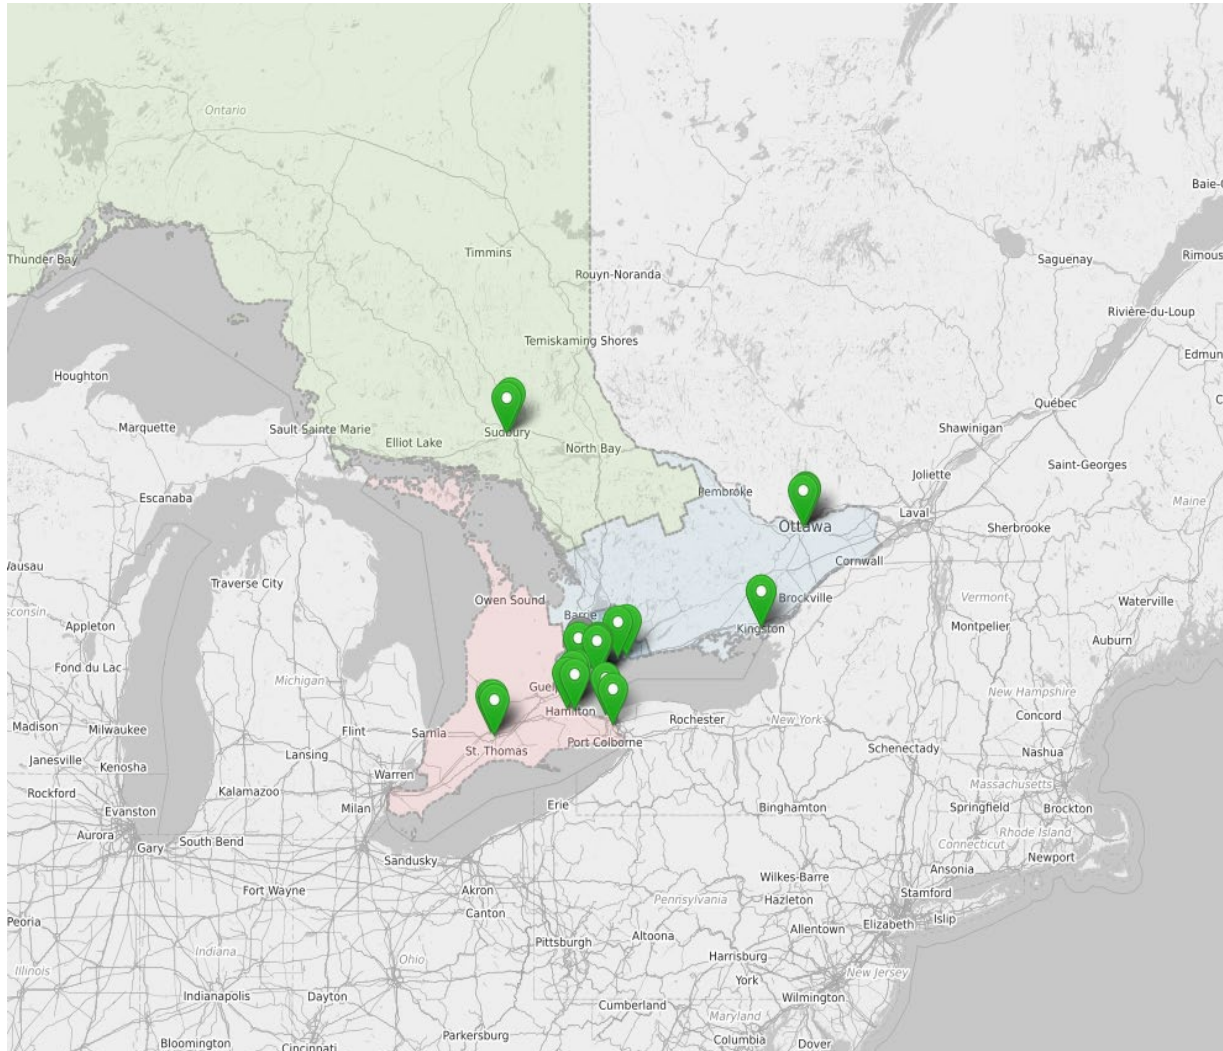 Ontario
Baie-
Timmins
Thunder Bay
Saguenay
Rimous
Rouyn-Noranda
Rivière-du-Loup
Temiskaming Shores
Edmun
Houghton
Québec
Marquette
Sault Sainte Marie
Sudbury
Shawinigan
Elliot Lake
North Bay
Saint-Georges
Joliette
Pembroke
Escanaba
Maine
Laval
Ottawa
Sherbrooke
Cornwall
Wausau
Traverse City
Vermont
Brockville
Owen Sound
Waterville
sconsin
Barrie
Appleton
Kingston
Montpelier
Auburn
Fond du Lac
Michigan
Guelp
New Hampshire
Hamilton
Concord
Rochester
New York
Madison
Milwaukee
Flint
Sarnia
Port Colborne
Schenectady
St. Thomas
Nashua
Lansing
Janesville
Kenosha
Warren
Massachusetts
Rockford
Kalamazoo
Milan
Erie
Binghamton
Springfield
Brockton
Evanston
Aurora
Rhode Island
South Bend
Gary
Connecticut
Newport
Sandusky
Ansonia
Wilkes-Barre
Fort Wayne
Akron
Stamford
Pennsylvania
Hazleton
Canton
Islip
Peoria
Elizabeth
Allentown
Altoona
Pittsburgh
Indiana
Harrisburg
Ohio
Illinois
New Jersey
York
Indianapolis
Dayton
Wilmington
Cumberland
Maryland
Parkersburg
Columbia
Bloomington
Dover
Cincinnati